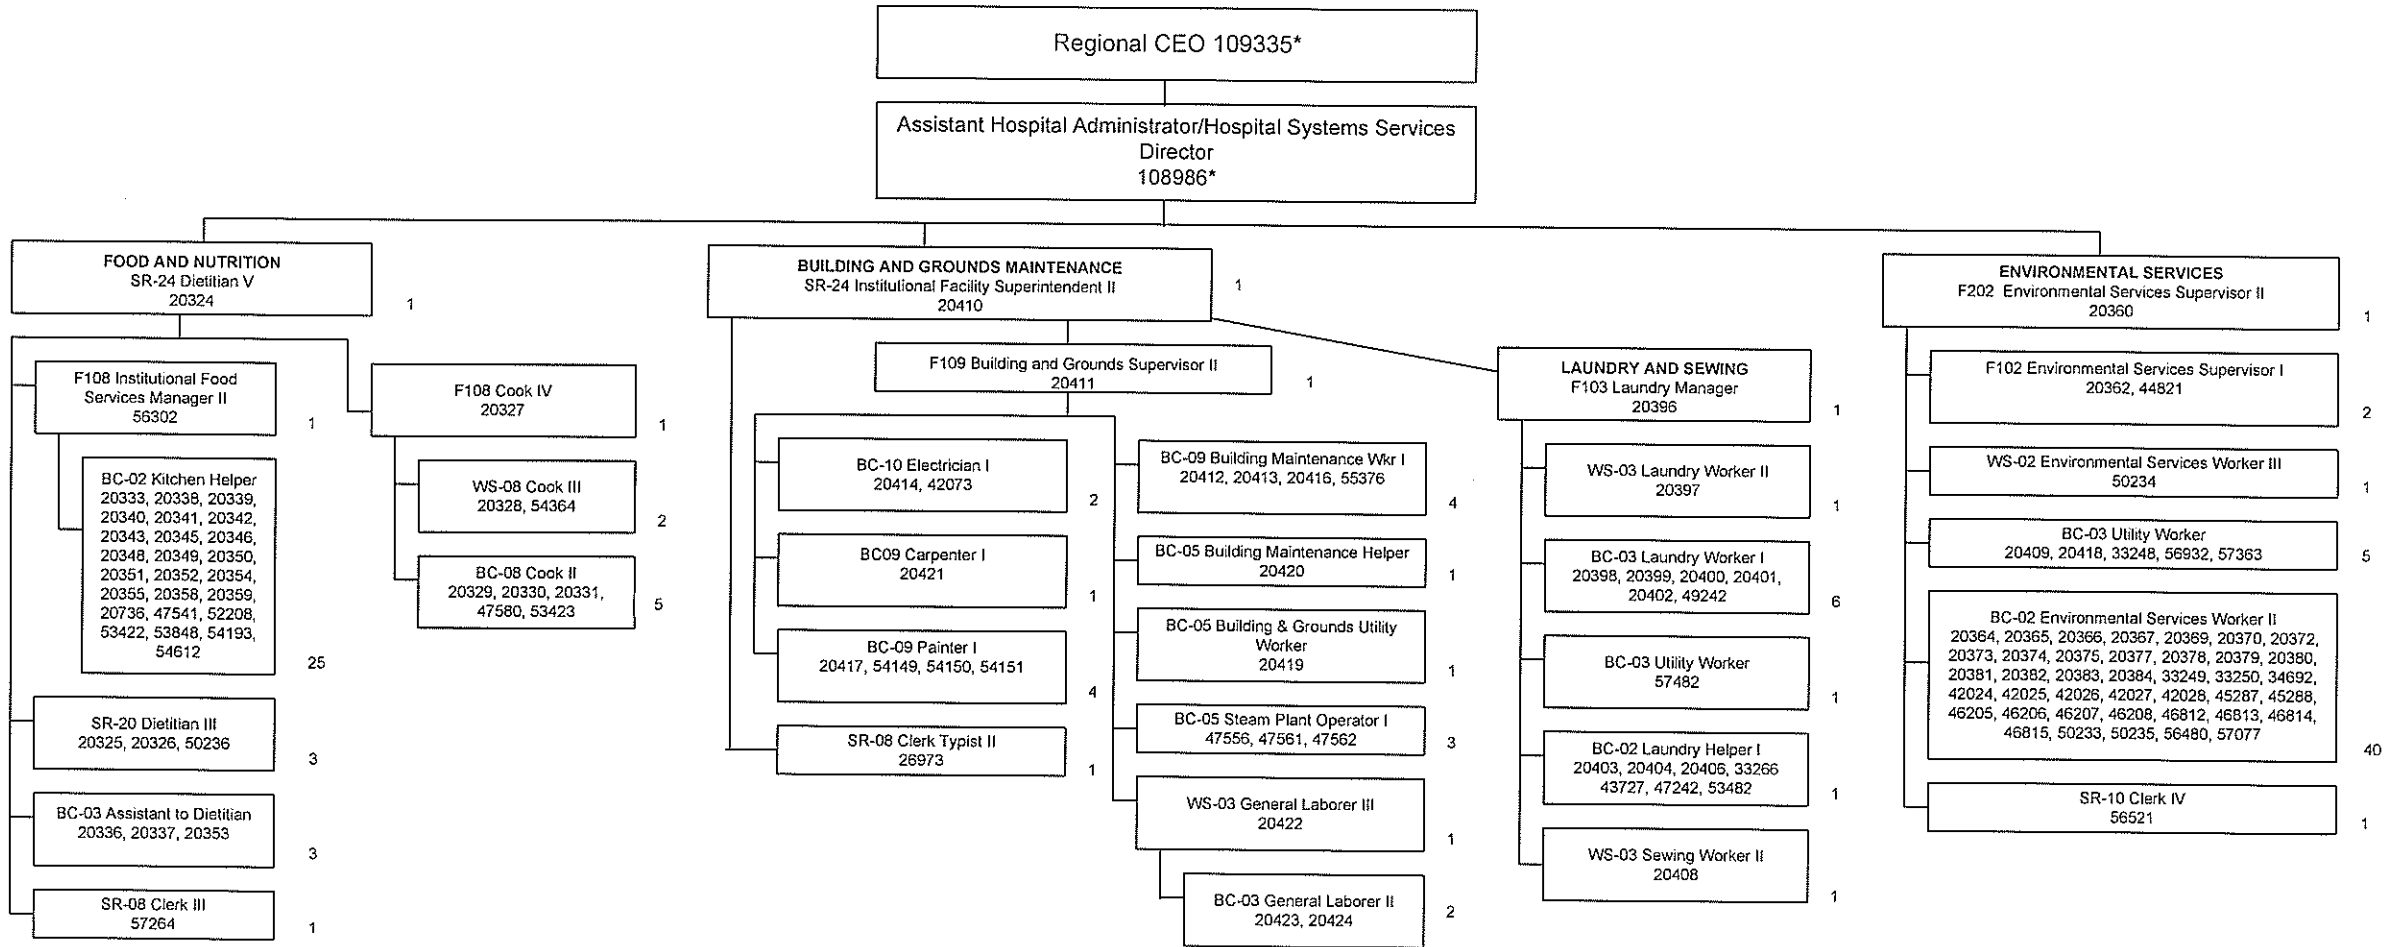 Regional CEO 109335*
Assistant Hospital Administrator/Hospital Systems Services
Director
108986*
FOOD AND NUTRITION
SR-24 Dietitian V
20324
1
F108 Institutional Food
Services Manager II
56302
1
BC-02 Kitchen Helper
20333, 20338, 20339,
20340, 20341, 20342,
20343, 20345, 20346,
20348, 20349, 20350,
20351, 20352, 20354,
20355, 20358, 20359,
20736, 47541, 52208,
53422, 53848, 54193,
54612
25
SR-20 Dietitian III
20325, 20326, 50236
3
BC-03 Assistant to Dietitian
20336, 20337, 20353
3
SR-08 Clerk III
57264
1
F108 Cook IV
20327
1
WS-08 Cook III
20328, 54364
2
BC-08 Cook II
20329, 20330, 20331,
47580, 53423
5
BUILDING AND GROUNDS MAINTENANCE
SR-24 Institutional Facility Superintendent II
20410
1
F109 Building and Grounds Supervisor II
20411
1
BC-10 Electrician I
20414, 42073
2
BC09 Carpenter I
20421
1
BC-09 Painter I
20417, 54149, 54150, 54151
4
SR-08 Clerk Typist II
26973
1
BC-09 Building Maintenance Wkr I
20412, 20413, 20416, 55376
4
BC-05 Building Maintenance Helper
20420
1
BC-05 Building & Grounds Utility
Worker
20419
1
BC-05 Steam Plant Operator I
47556, 47561, 47562
3
WS-03 General Laborer III
20422
1
BC-03 General Laborer II
20423, 20424
2
LAUNDRY AND SEWING
F103 Laundry Manager
20396
1
WS-03 Laundry Worker II
20397
1
BC-03 Laundry Worker I
20398, 20399, 20400, 20401,
20402, 49242
6
BC-03 Utility Worker
57482
1
BC-02 Laundry Helper I
20403, 20404, 20406, 33266
43727, 47242, 53482
1
WS-03 Sewing Worker II
20408
1
ENVIRONMENTAL SERVICES
F202 Environmental Services Supervisor II
20360
1
F102 Environmental Services Supervisor I
20362, 44821
2
WS-02 Environmental Services Worker III
50234
1
BC-03 Utility Worker
20409, 20418, 33248, 56932, 57363
5
BC-02 Environmental Services Worker II
20364, 20365, 20366, 20367, 20369, 20370, 20372,
20373, 20374, 20375, 20377, 20378, 20379, 20380,
20381, 20382, 20383, 20384, 33249, 33250, 34692,
42024, 42025, 42026, 42027, 42028, 45287, 45288,
46205, 46206, 46207, 46208, 46812, 46813, 46814,
46815, 50233, 50235, 56480, 57077
40
SR-10 Clerk IV
56521
1